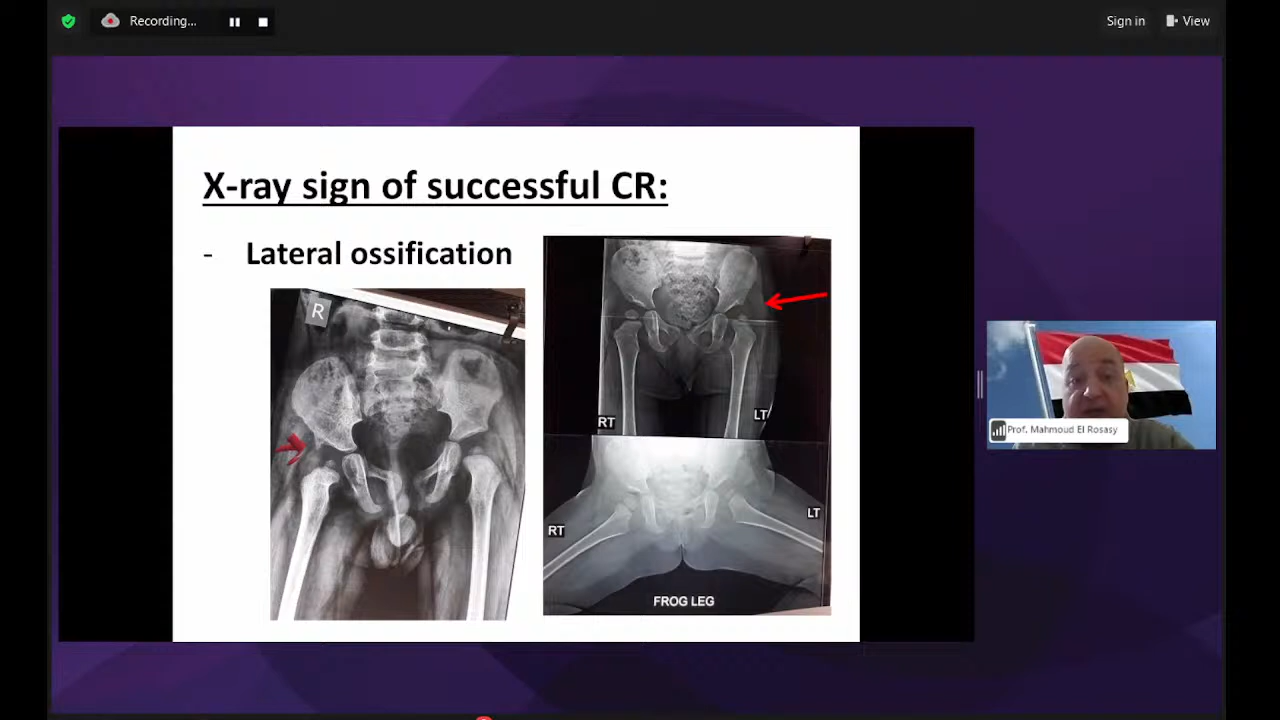 Recording...
Sign in
View
X-ray sign of successful CR:
- Lateral ossification
R
RT
LT
RT
LT
FROG LEG
Prof. Mahmoud El Rosasy